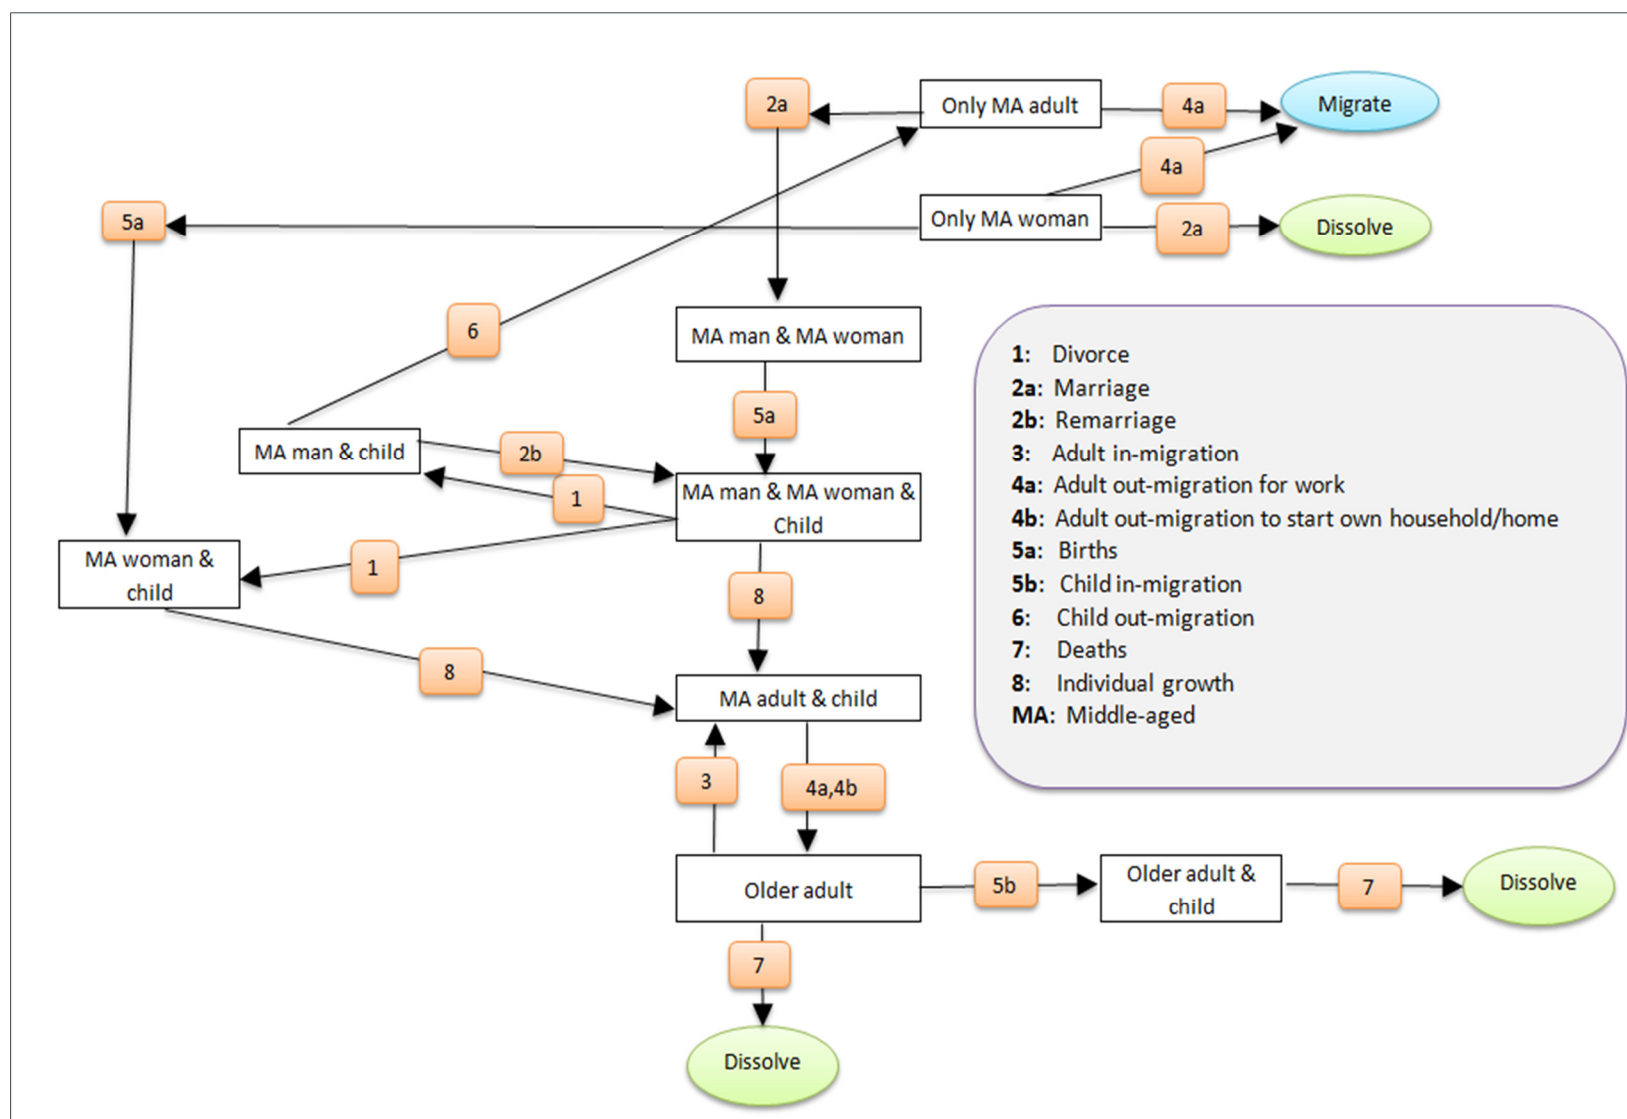 2a
Only MA adult
4a
Migrate
4a
5a
Only MA woman
2a
Dissolve
6
MA man & MA woman
5a
MA man & child
2b
1
MA man & MA woman &
Child
MA woman &
child
1
8
8
MA adult & child
3
4a,4b
Older adult
5b
Older adult &
child
7
Dissolve
7
Dissolve
1: Divorce
2a: Marriage
2b: Remarriage
3: Adult in-migration
4a: Adult out-migration for work
4b: Adult out-migration to start own household/home
5a: Births
5b: Child in-migration
6: Child out-migration
7: Deaths
8: Individual growth
MA: Middle-aged